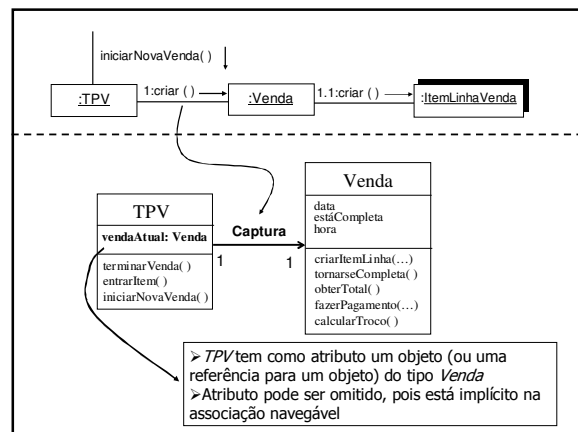 iniciarNovaVenda( )
:TPV
1:criar ( )
:Venda
1.1:criar ( )
:ItemLinhaVenda
TPV
vendaAtual: Venda
terminarVenda( )
entrarItem( )
iniciarNovaVenda( )
Captura
1
1
Venda
data
estáCompleta
hora
criarItemLinha(…)
tornarseCompleta( )
obterTotal( )
fazerPagamento(…)
calcularTroco( )
➢TPV tem como atributo um objeto (ou uma
referência para um objeto) do tipo Venda
➢Atributo pode ser omitido, pois está implícito na
associação navegável